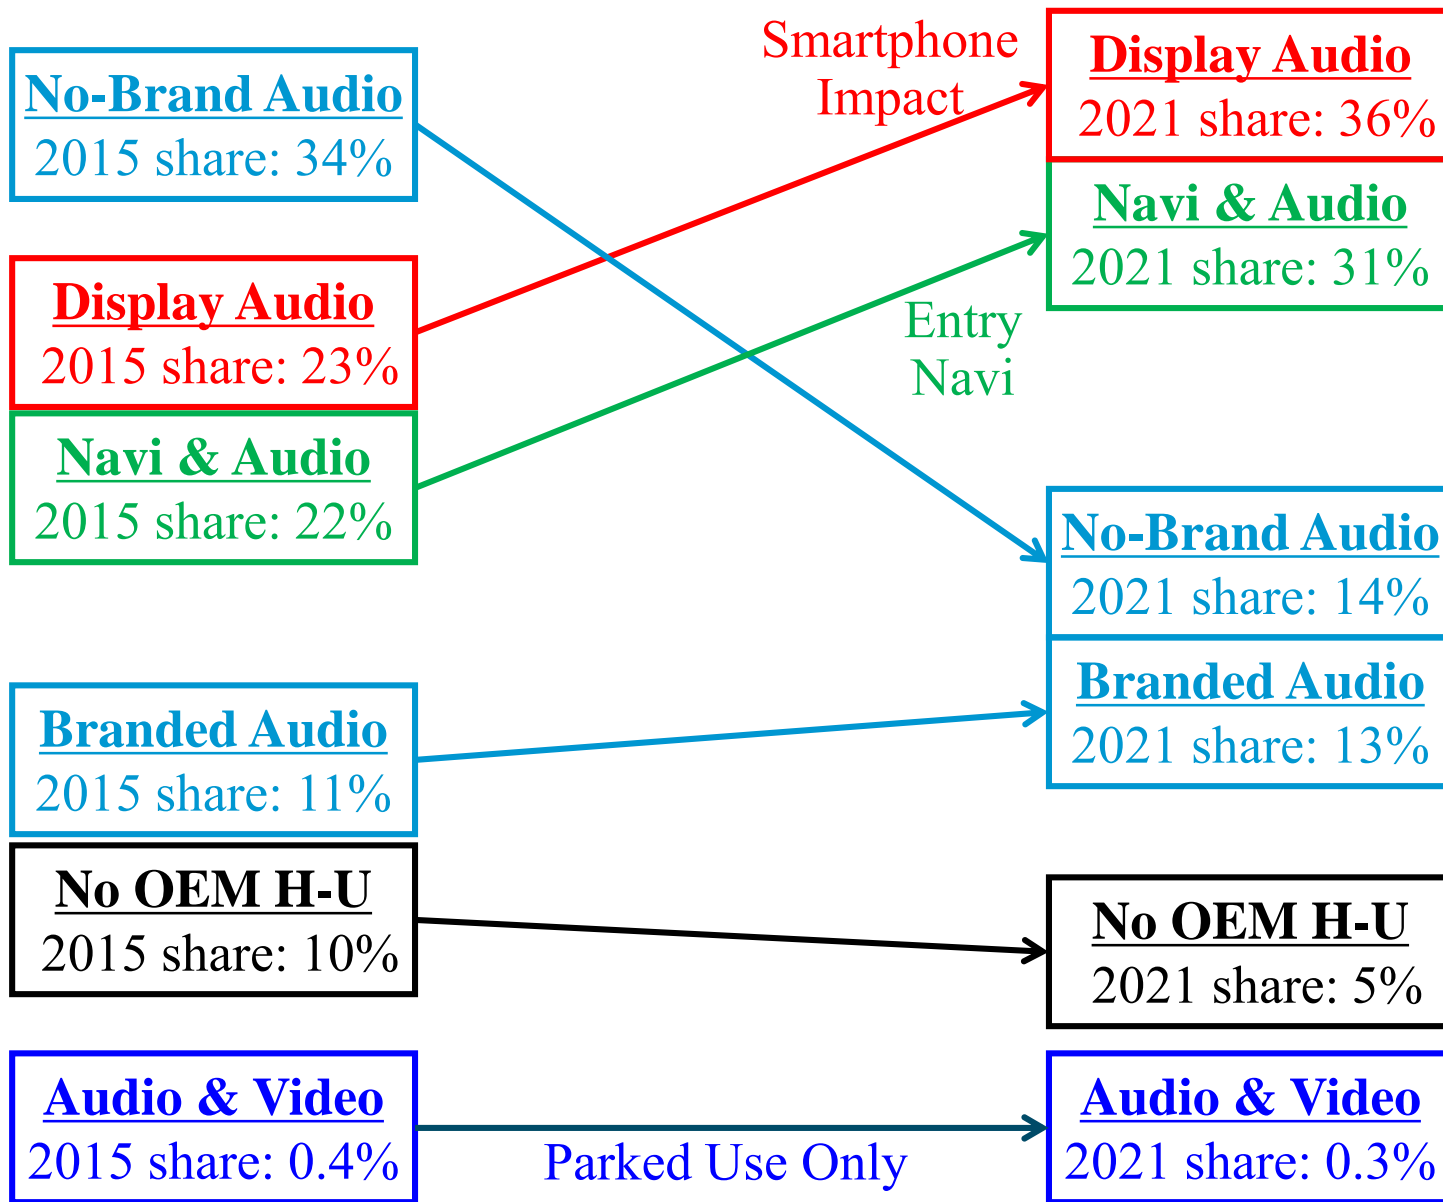 No-Brand Audio
2015 share: 34%
Display Audio
2015 share: 23%
Navi & Audio
2015 share: 22%
Branded Audio
2015 share: 11%
No OEM H-U
2015 share: 10%
Audio & Video
2015 share: 0.4%
Smartphone
Impact
Entry
Navi
Parked Use Only
Display Audio
2021 share: 36%
Navi & Audio
2021 share: 31%
No-Brand Audio
2021 share: 14%
Branded Audio
2021 share: 13%
No OEM H-U
2021 share: 5%
Audio & Video
2021 share: 0.3%